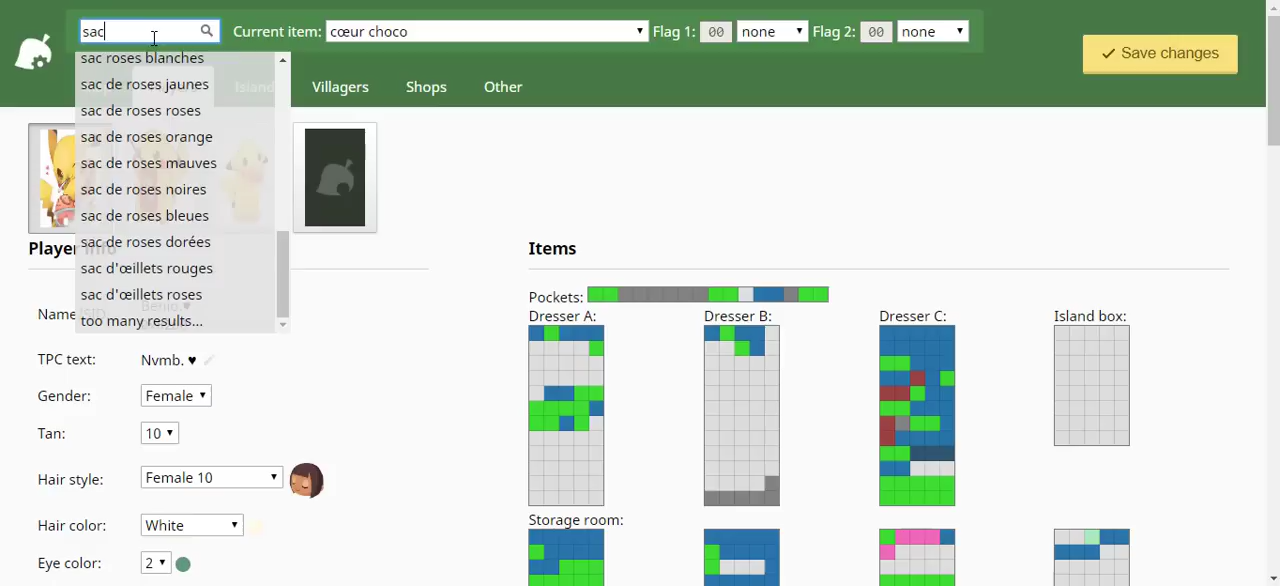 sac
Current item:
cœur choco
Flag 1:
00
none
Flag 2:
00
none
Save changes
Island
Villagers
Shops
Other
sac roses blanches
sac de roses jaunes
sac de roses roses
sac de roses orange
sac de roses mauves
sac de roses noires
sac de roses bleues
sac de roses dorées
sac d'œillets rouges
sac d'œillets roses
too many results...
Player
Name
TPC text:
Nvmb. ♥
Gender:
Female
Tan:
10
Hair style:
Female 10
Hair color:
White
Eye color:
2
Items
Pockets:
Dresser A:
Dresser B:
Dresser C:
Island box:
Storage room: